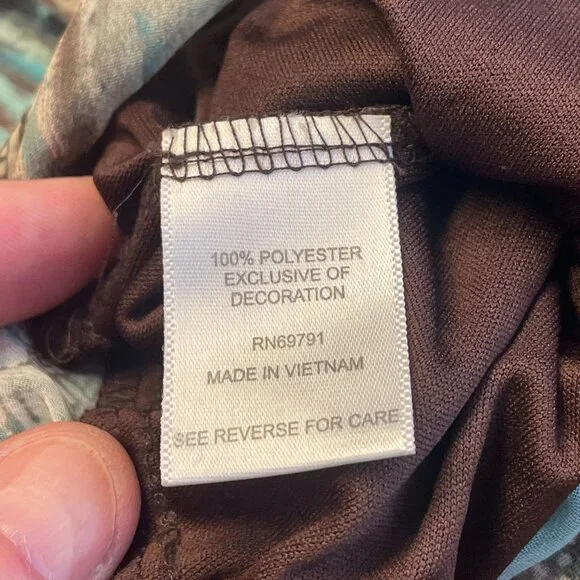 100% POLYESTER
EXCLUSIVE OF
DECORATION
RN69791
MADE IN VIETNAM
SEE REVERSE FOR CARE